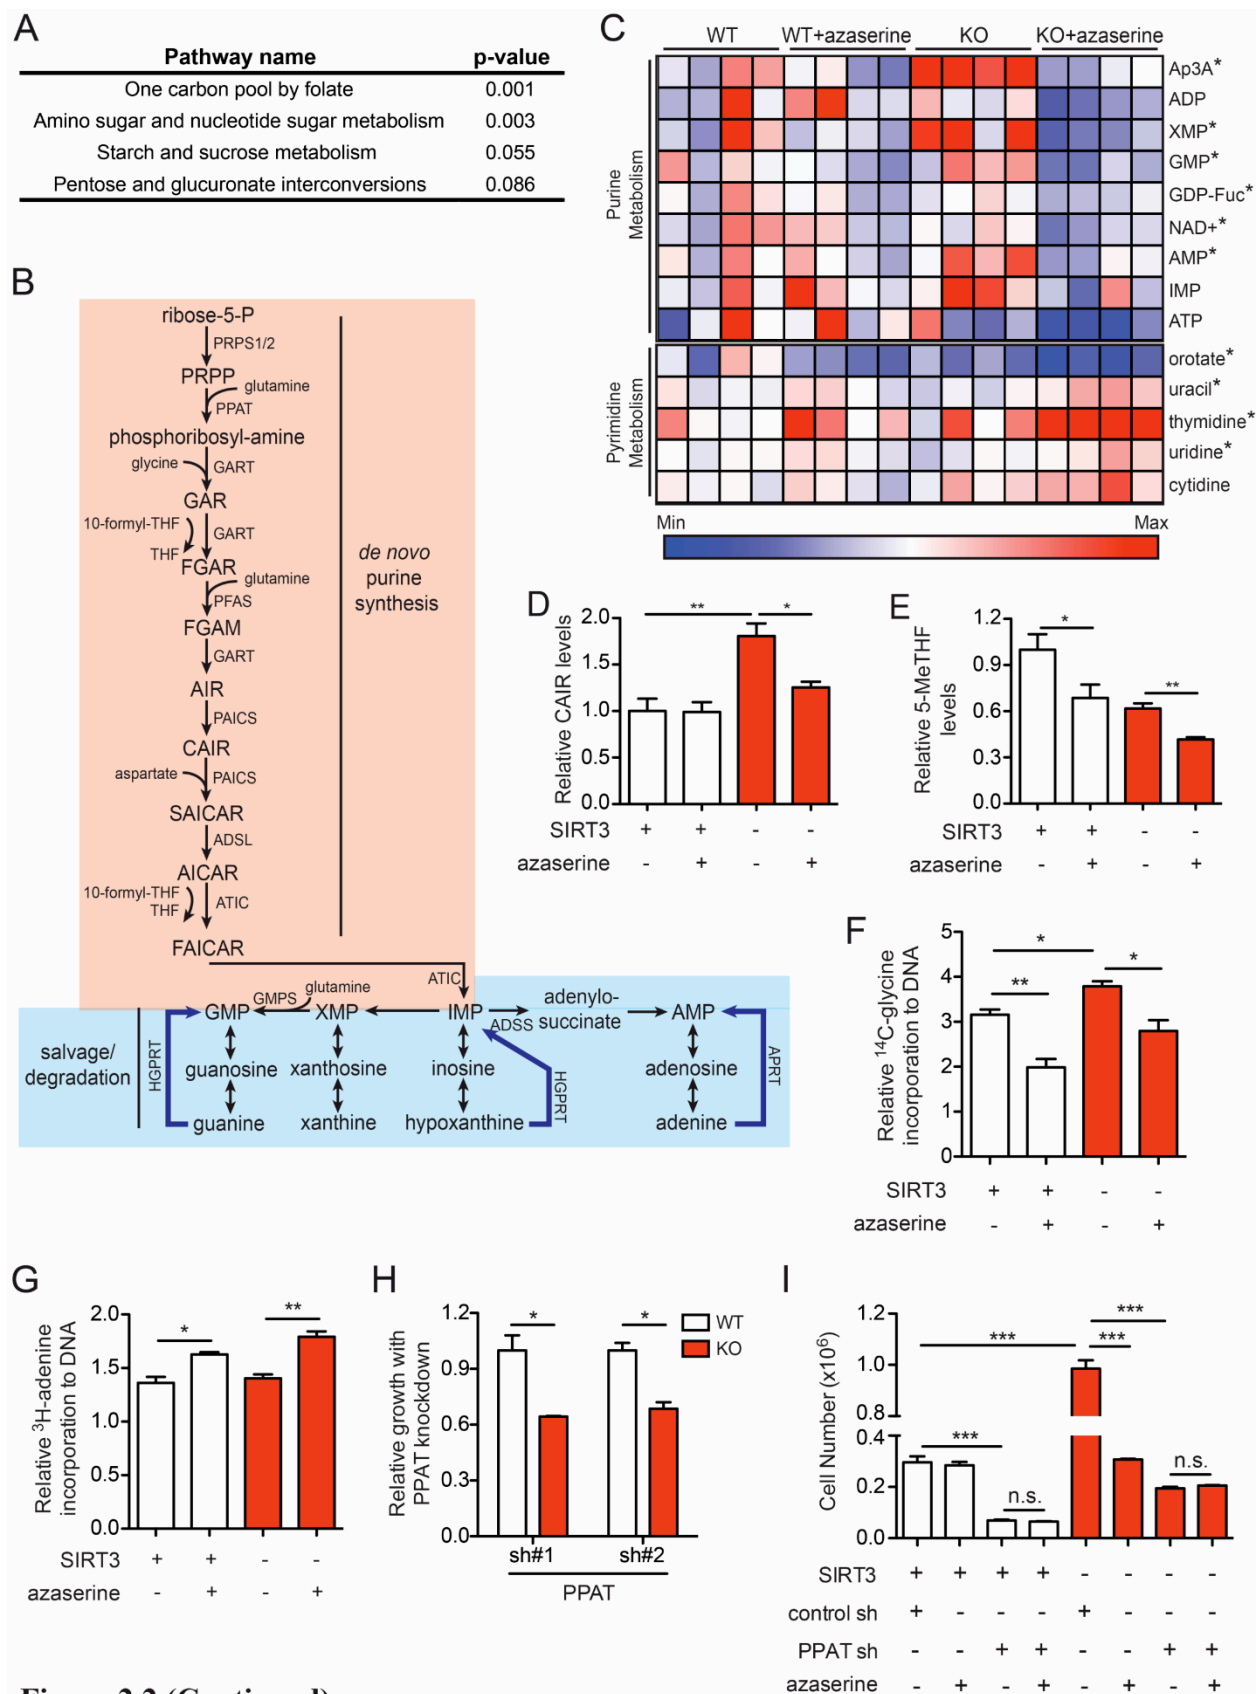 A
Pathway name p-value
One carbon pool by folate 0.001
Amino sugar and nucleotide sugar metabolism 0.003
Starch and sucrose metabolism 0.055
Pentose and glucuronate interconversions 0.086
B
ribose-5-P
PRPS1/2
PRPP
glutamine
PPAT
phosphoribosyl-amine
glycine
GART
GAR
10-formyl-THF
GART
THF
FGAR
glutamine
PFAS
FGAM
GART
AIR
PAICS
CAIR
aspartate
PAICS
SAICAR
ADSL
AICAR
10-formyl-THF
THF
ATIC
FAICAR
de novo
purine
synthesis
ATIC
glutamine
GMPS
GMP XMP IMP
ADSS
adenylo-
succinate
AMP
salvage/
degradation
HGPRT
guanosine xanthosine inosine adenosine
HGPRT
APRT
guanine xanthine hypoxanthine adenine
C
WT WT+azaserine KO KO+azaserine
Purine
Metabolism
Ap3A*
ADP
XMP*
GMP*
GDP-Fuc*
NAD+*
AMP*
IMP
ATP
Pyrimidine
Metabolism
orotate*
uracil*
thymidine*
uridine*
cytidine
Min Max
D
Relative CAIR levels
2.0
1.5
1.0
0.5
0.0
** *
SIRT3 + + - -
azaserine - + - +
E
Relative 5-MeTHF
levels
1.2
0.9
0.6
0.3
0.0
* **
SIRT3 + + - -
azaserine - + - +
F
Relative 14C-glycine
incorporation to DNA
5
4
3
2
1
0
*
** *
SIRT3 + + - -
azaserine - + - +
G
Relative 3H-adenine
incorporation to DNA
2.0
1.5
1.0
0.5
0.0
* **
SIRT3 + + - -
azaserine - + - +
H
Relative growth with
PPAT knockdown
1.2
0.9
0.6
0.3
0.0
* *
WT
KO
sh#1 sh#2
PPAT
I
Cell Number (x10⁶)
1.2
1.0
0.8
0.4
0.2
0.0
***
*** ***
***
n.s. n.s.
SIRT3 + + + + - - - -
control sh + - - - + - - -
PPAT sh - - + + - - + +
azaserine - + - + - + - +